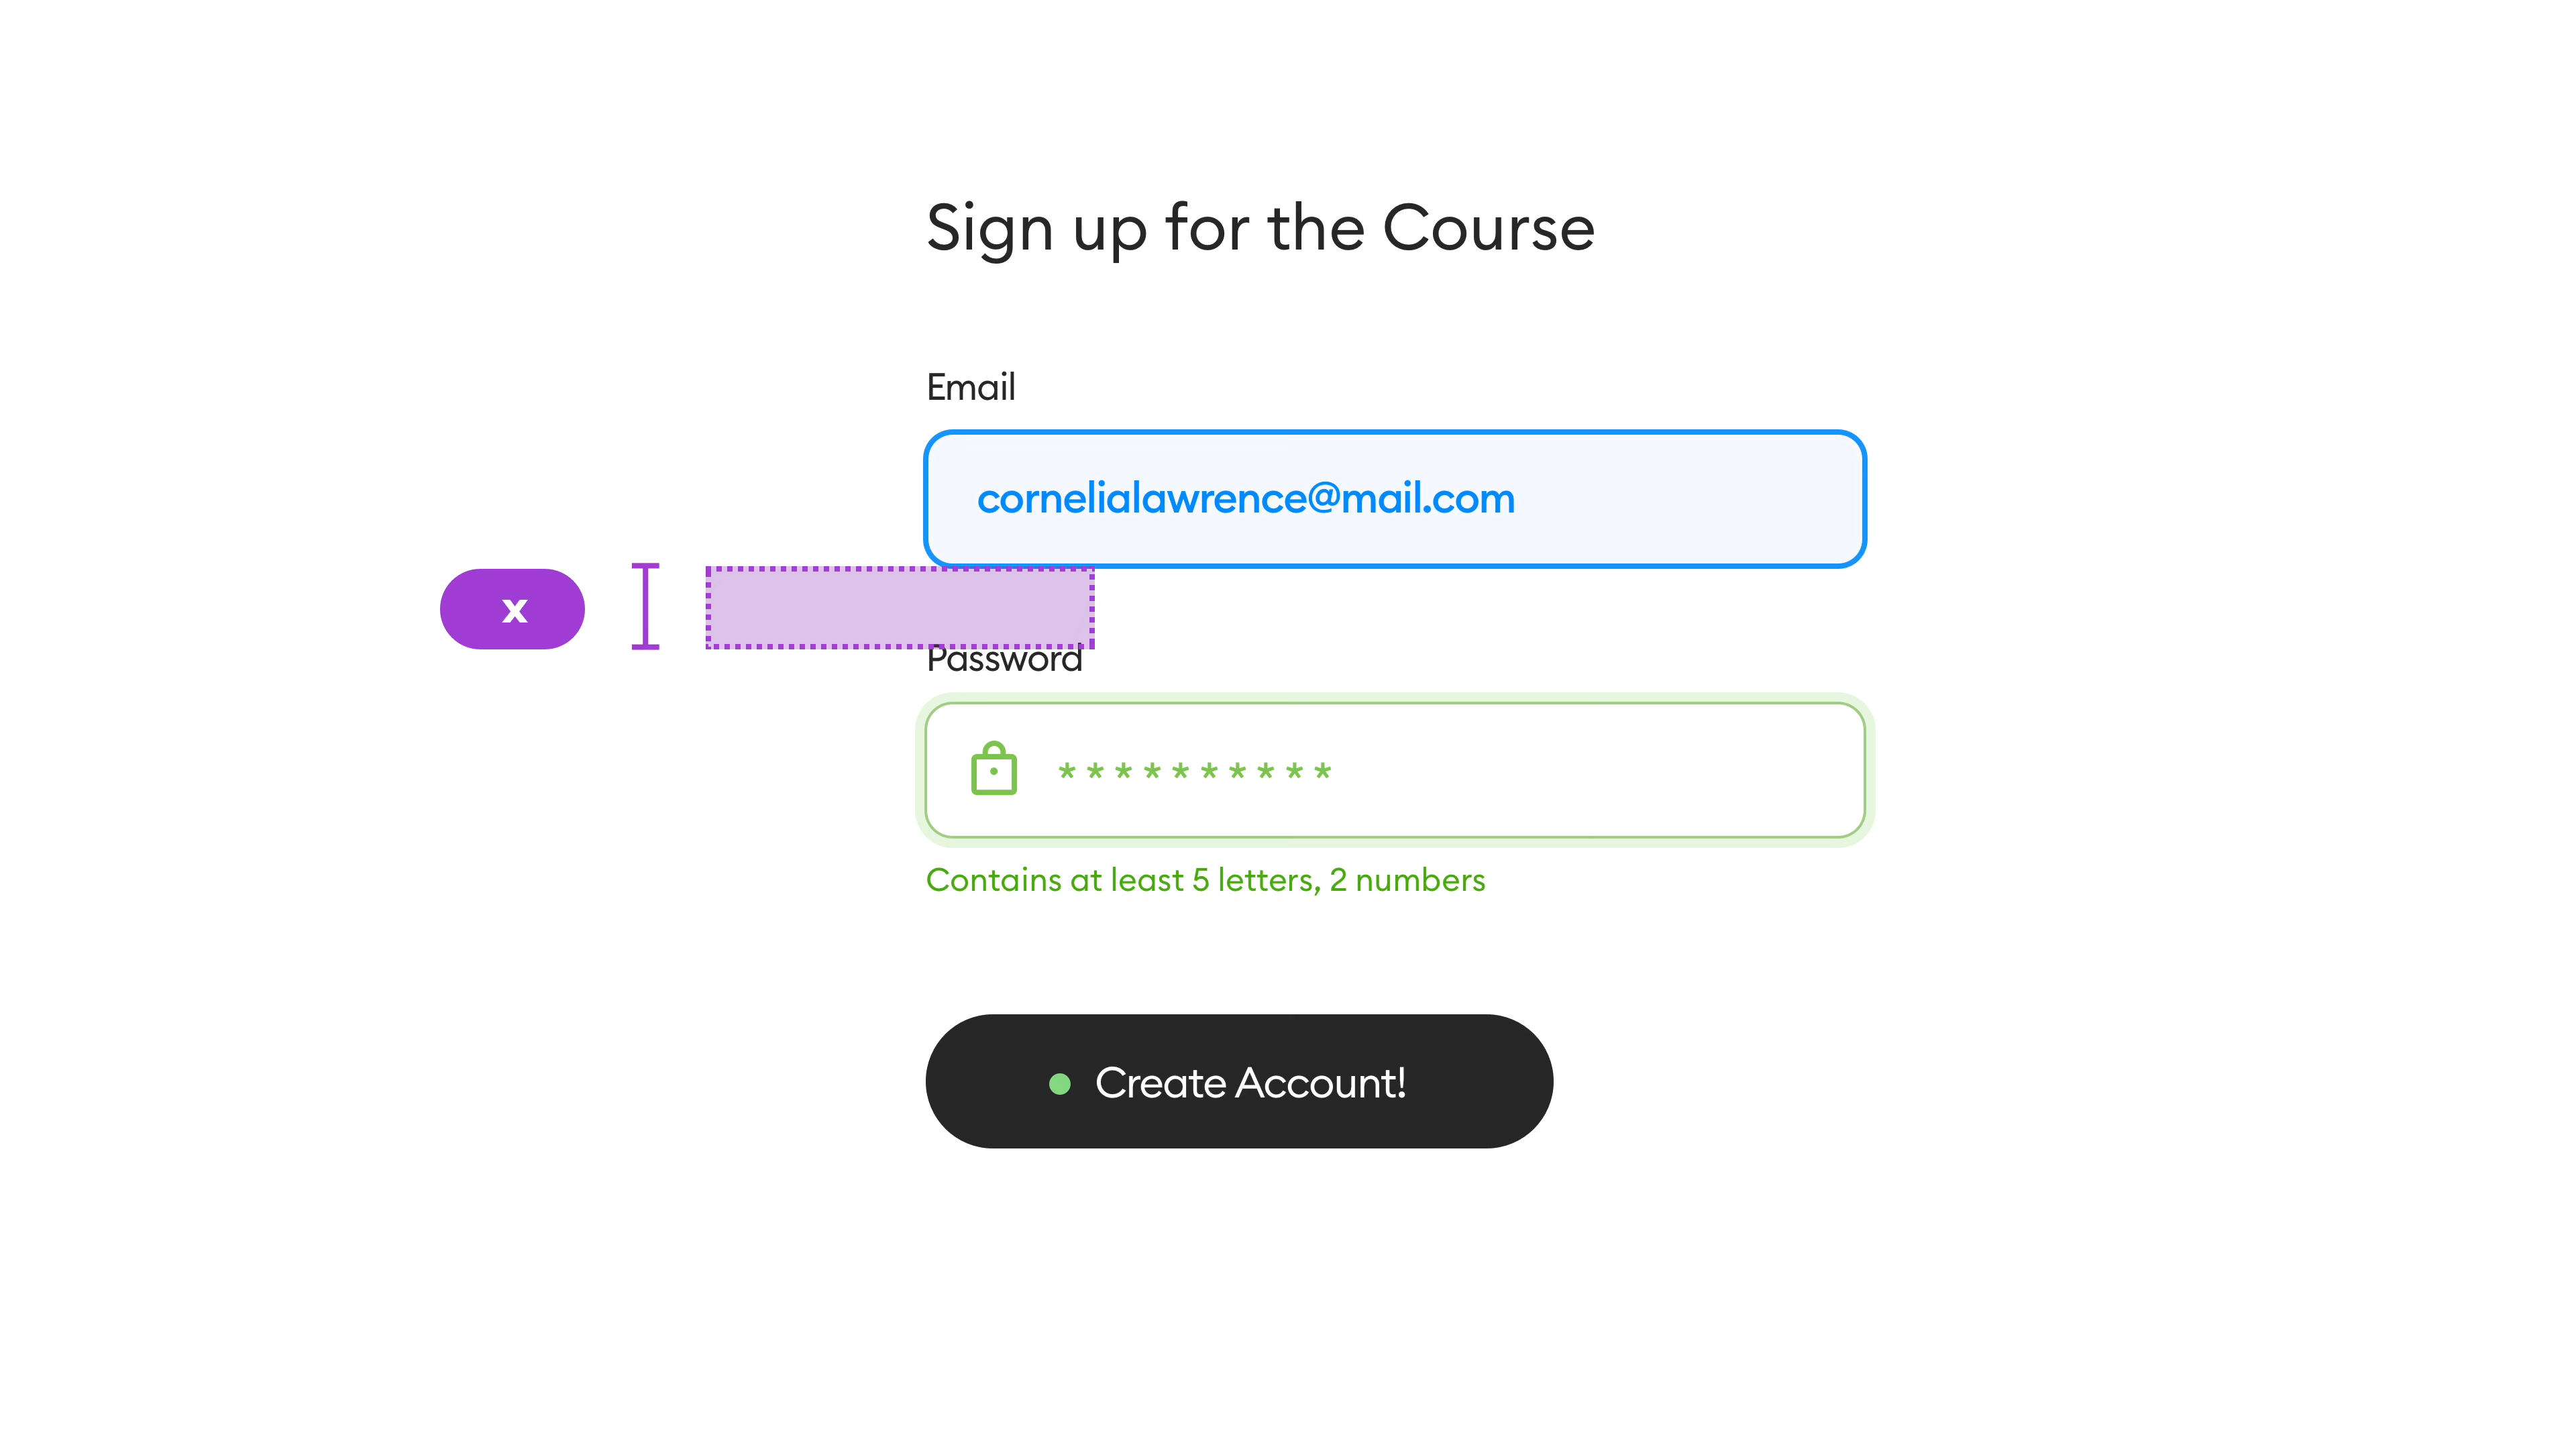 Sign up for the Course
Email
cornelialawrence@mail.com
x
Password
* * * * * * * * * *
Contains at least 5 letters, 2 numbers
Create Account!